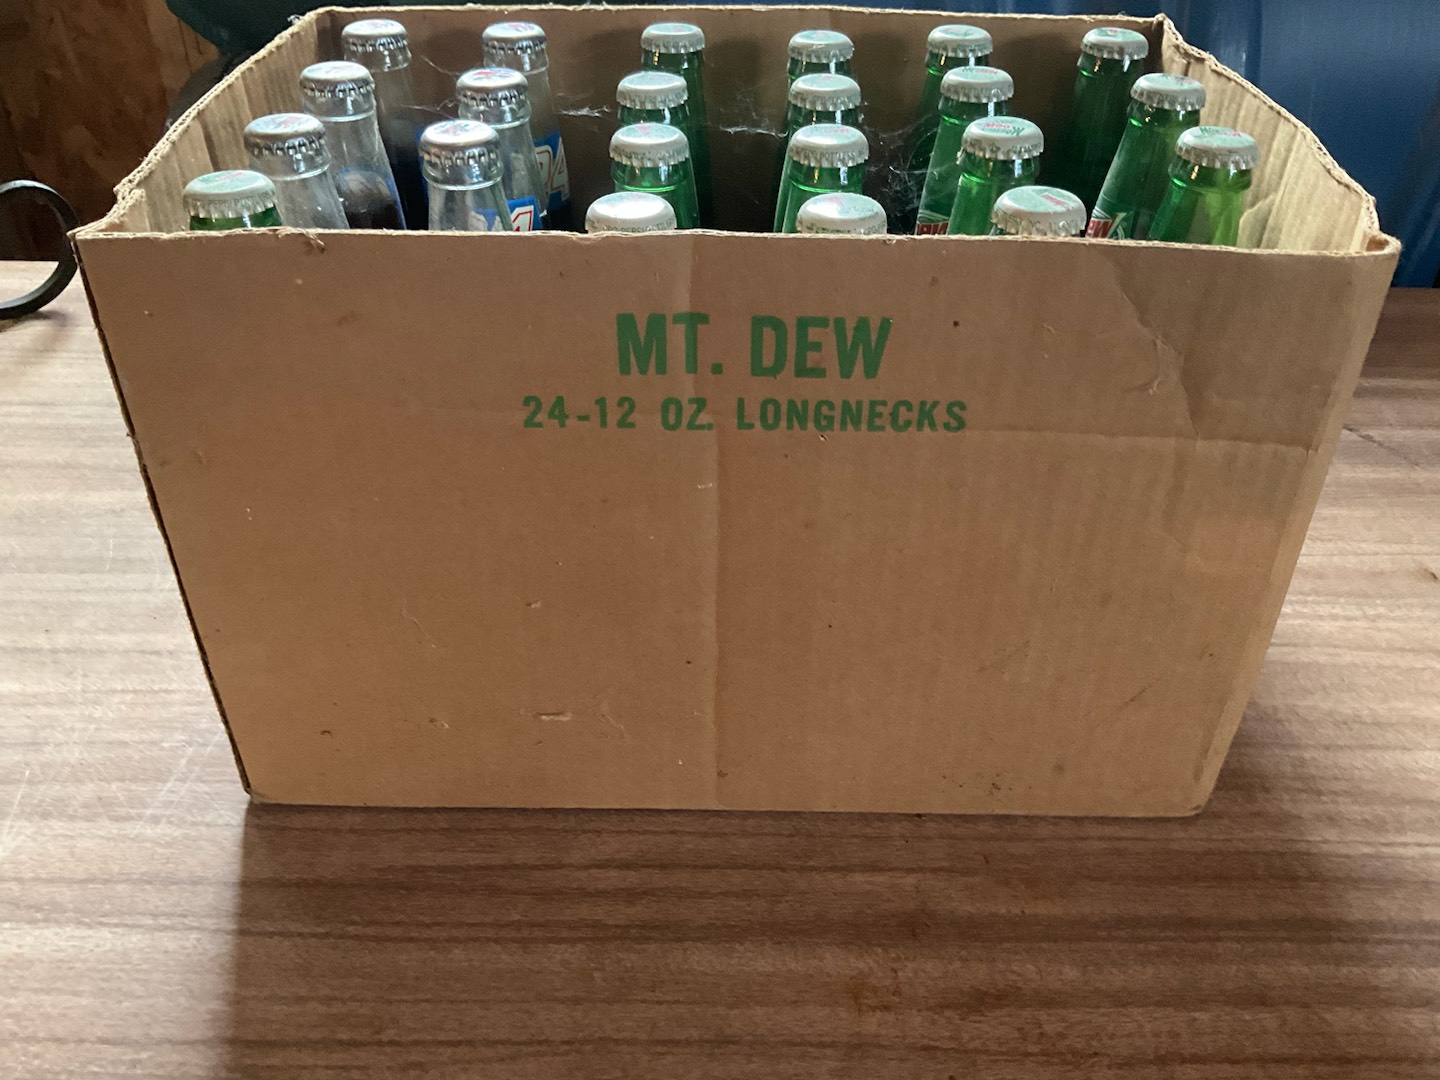 MT. DEW
24-12 OZ. LONGNECKS